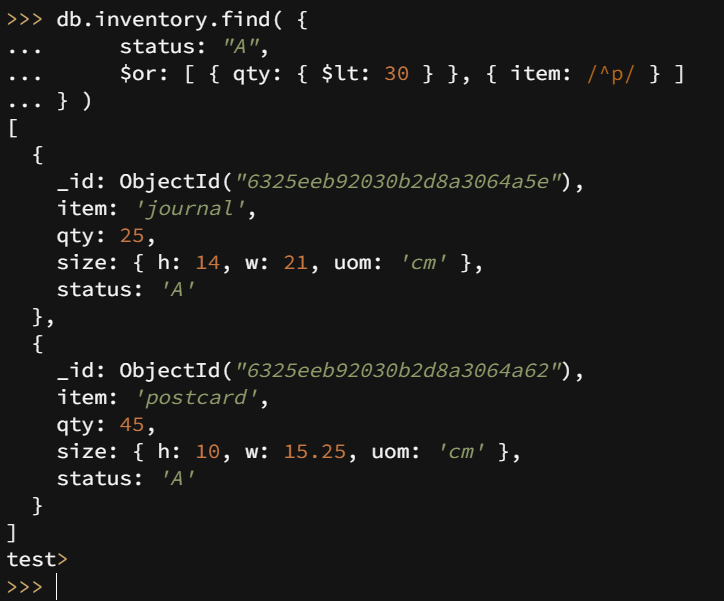 >>> db.inventory.find( {
...      status: "A",
...      $or: [ { qty: { $lt: 30 } }, { item: /^p/ } ]
... } )
[
  {
    _id: ObjectId("6325eeb92030b2d8a3064a5e"),
    item: 'journal',
    qty: 25,
    size: { h: 14, w: 21, uom: 'cm' },
    status: 'A'
  },
  {
    _id: ObjectId("6325eeb92030b2d8a3064a62"),
    item: 'postcard',
    qty: 45,
    size: { h: 10, w: 15.25, uom: 'cm' },
    status: 'A'
  }
]
test>
>>>